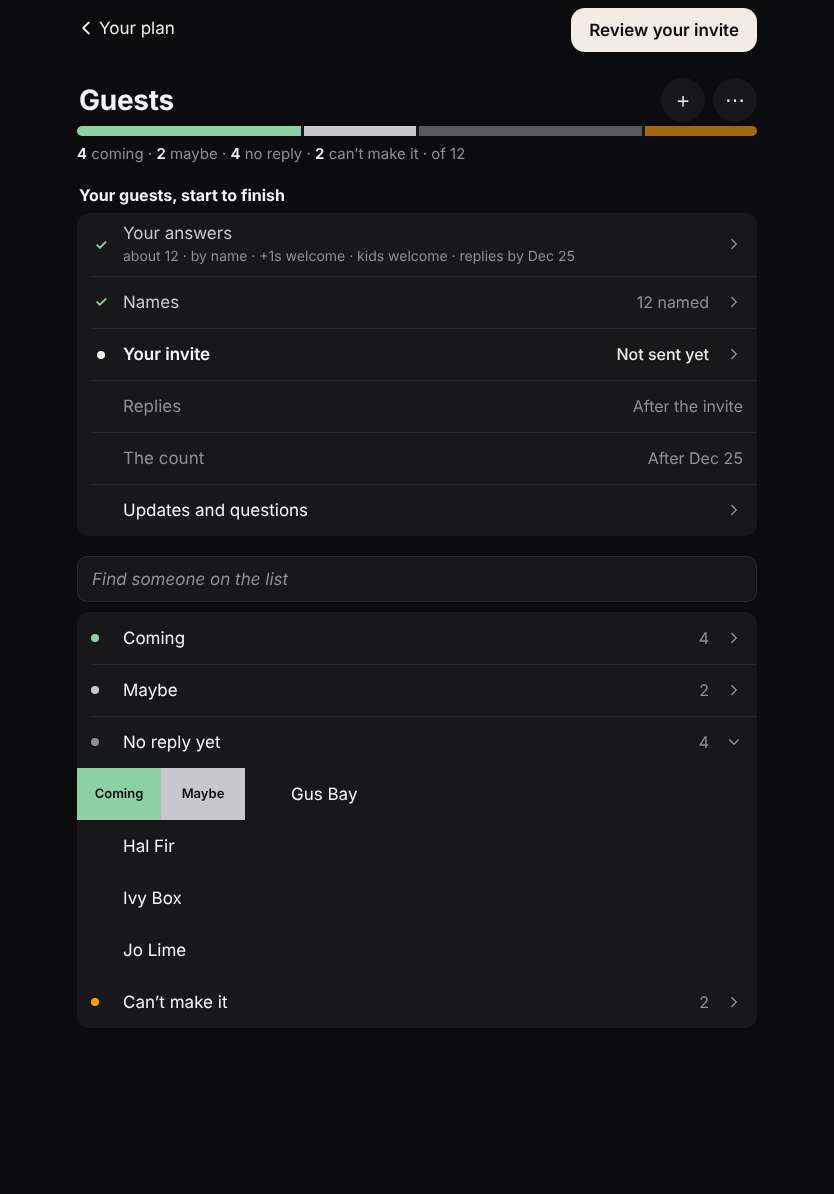 Your plan
Review your invite
Guests
+ ...
4 coming · 2 maybe · 4 no reply · 2 can’t make it · of 12
Your guests, start to finish
Your answers
about 12 · by name · +1s welcome · kids welcome · replies by Dec 25
Names 12 named
Your invite Not sent yet
Replies After the invite
The count After Dec 25
Updates and questions
Find someone on the list
Coming 4
Maybe 2
No reply yet 4
Coming Maybe Gus Bay
Hal Fir
Ivy Box
Jo Lime
Can’t make it 2